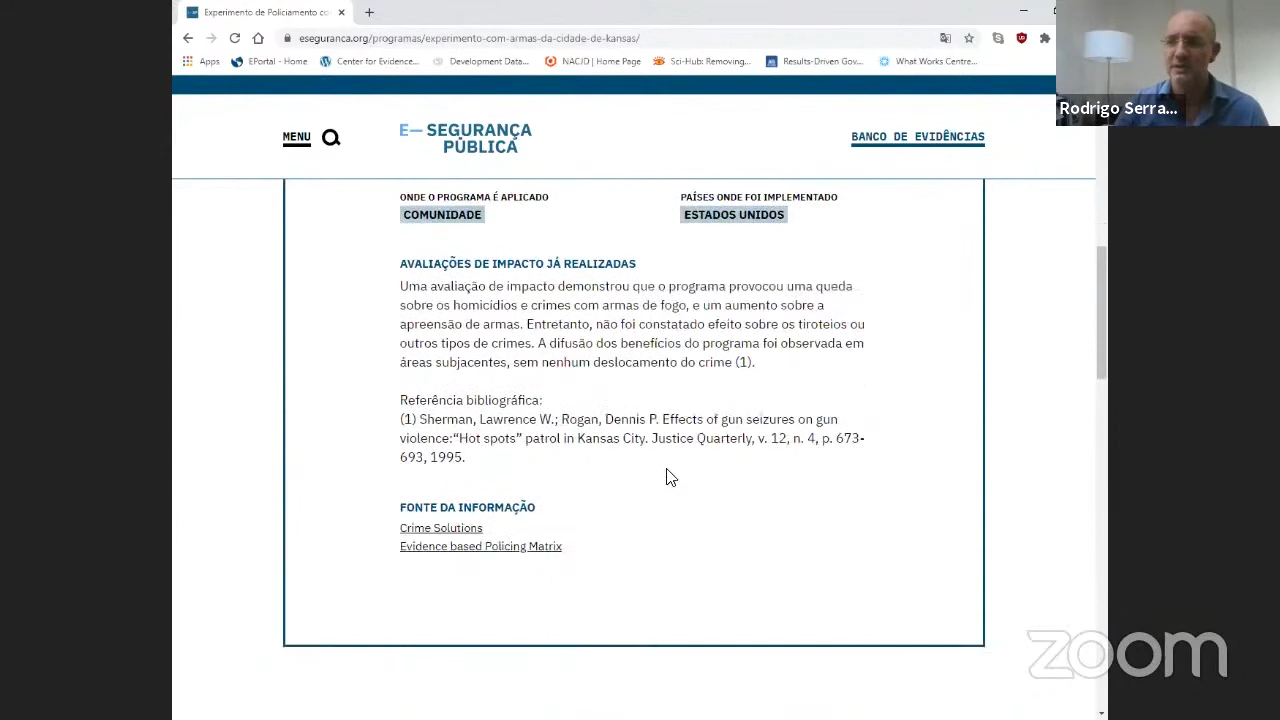 Experimento de Policiamento co
eseguranca.org/programas/experimento-com-armas-da-cidade-de-kansas/
Apps EPortal - Home Center for Evidence... Development Data... NACJD | Home Page Sci-Hub: Removing... Results-Driven Gov... What Works Centre...
Rodrigo Serra...
MENU
E— SEGURANÇA
PÚBLICA
BANCO DE EVIDÊNCIAS
ONDE O PROGRAMA É APLICADO
COMUNIDADE
PAÍSES ONDE FOI IMPLEMENTADO
ESTADOS UNIDOS
AVALIAÇÕES DE IMPACTO JÁ REALIZADAS
Uma avaliação de impacto demonstrou que o programa provocou uma queda
sobre os homicídios e crimes com armas de fogo, e um aumento sobre a
apreensão de armas. Entretanto, não foi constatado efeito sobre os tiroteios ou
outros tipos de crimes. A difusão dos benefícios do programa foi observada em
áreas subjacentes, sem nenhum deslocamento do crime (1).
Referência bibliográfica:
(1) Sherman, Lawrence W.; Rogan, Dennis P. Effects of gun seizures on gun
violence:“Hot spots” patrol in Kansas City. Justice Quarterly, v. 12, n. 4, p. 673-
693, 1995.
FONTE DA INFORMAÇÃO
Crime Solutions
Evidence based Policing Matrix
zoom